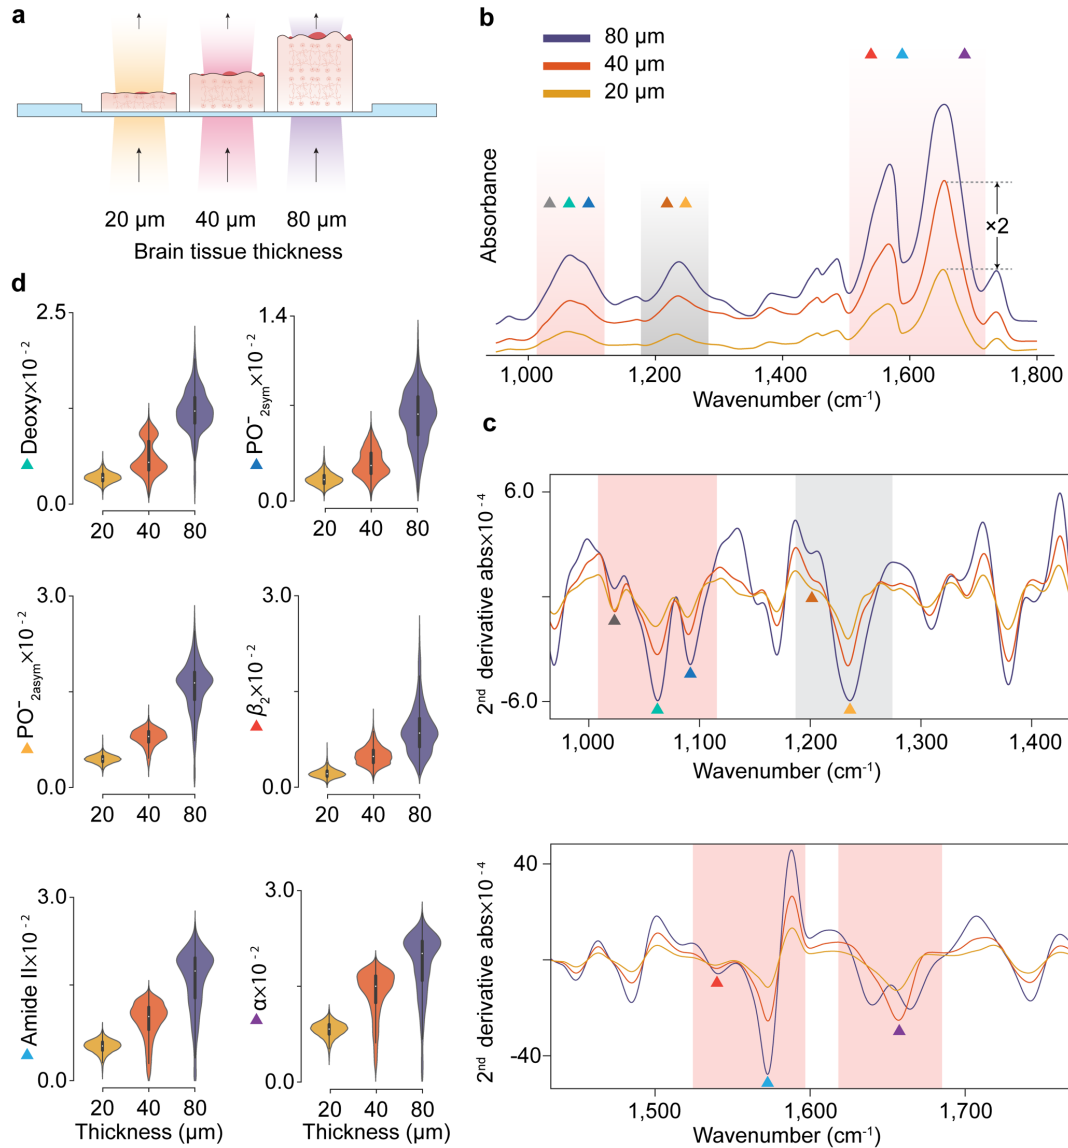 a
20 µm
40 µm
80 µm
Brain tissue thickness
b
80 µm
40 µm
20 µm
×2
Absorbance
1,000
1,200
1,400
1,600
1,800
Wavenumber (cm⁻¹)
c
6.0
-6.0
2ⁿᵈ derivative abs×10⁻⁴
1,000
1,100
1,200
1,300
1,400
Wavenumber (cm⁻¹)
40
-40
2ⁿᵈ derivative abs×10⁻⁴
1,500
1,600
1,700
Wavenumber (cm⁻¹)
d
2.5
0.0
Deoxy×10⁻²
20 40 80
1.4
0.0
PO⁻₂sym×10⁻²
20 40 80
3.0
0.0
PO⁻₂asym×10⁻²
20 40 80
3.0
0.0
β₂×10⁻²
20 40 80
3.0
0.0
Amide II×10⁻²
20 40 80
Thickness (µm)
3.0
0.0
α×10⁻²
20 40 80
Thickness (µm)